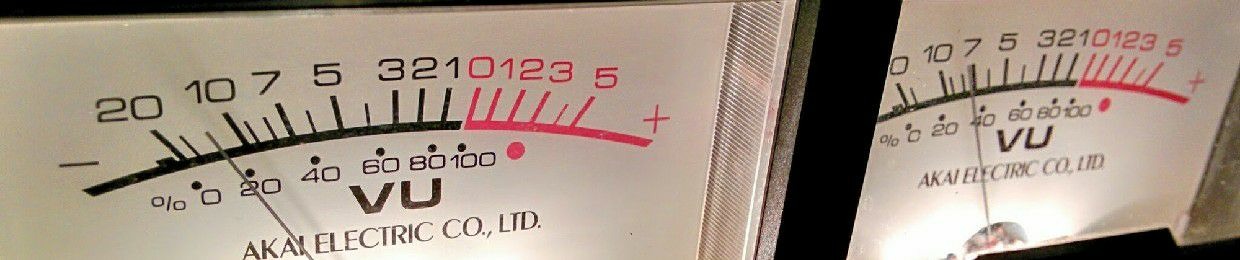 20 10 7 5 3 2 1 0 1 2 3 5 +
−
% 0 20 40 60 80 100
VU
AKAI ELECTRIC CO., LTD.
0 10 7 5 3 2 1 0 1 2 3 5 +
% 0 20 40 60 80 100
VU
AKAI ELECTRIC CO., LTD.